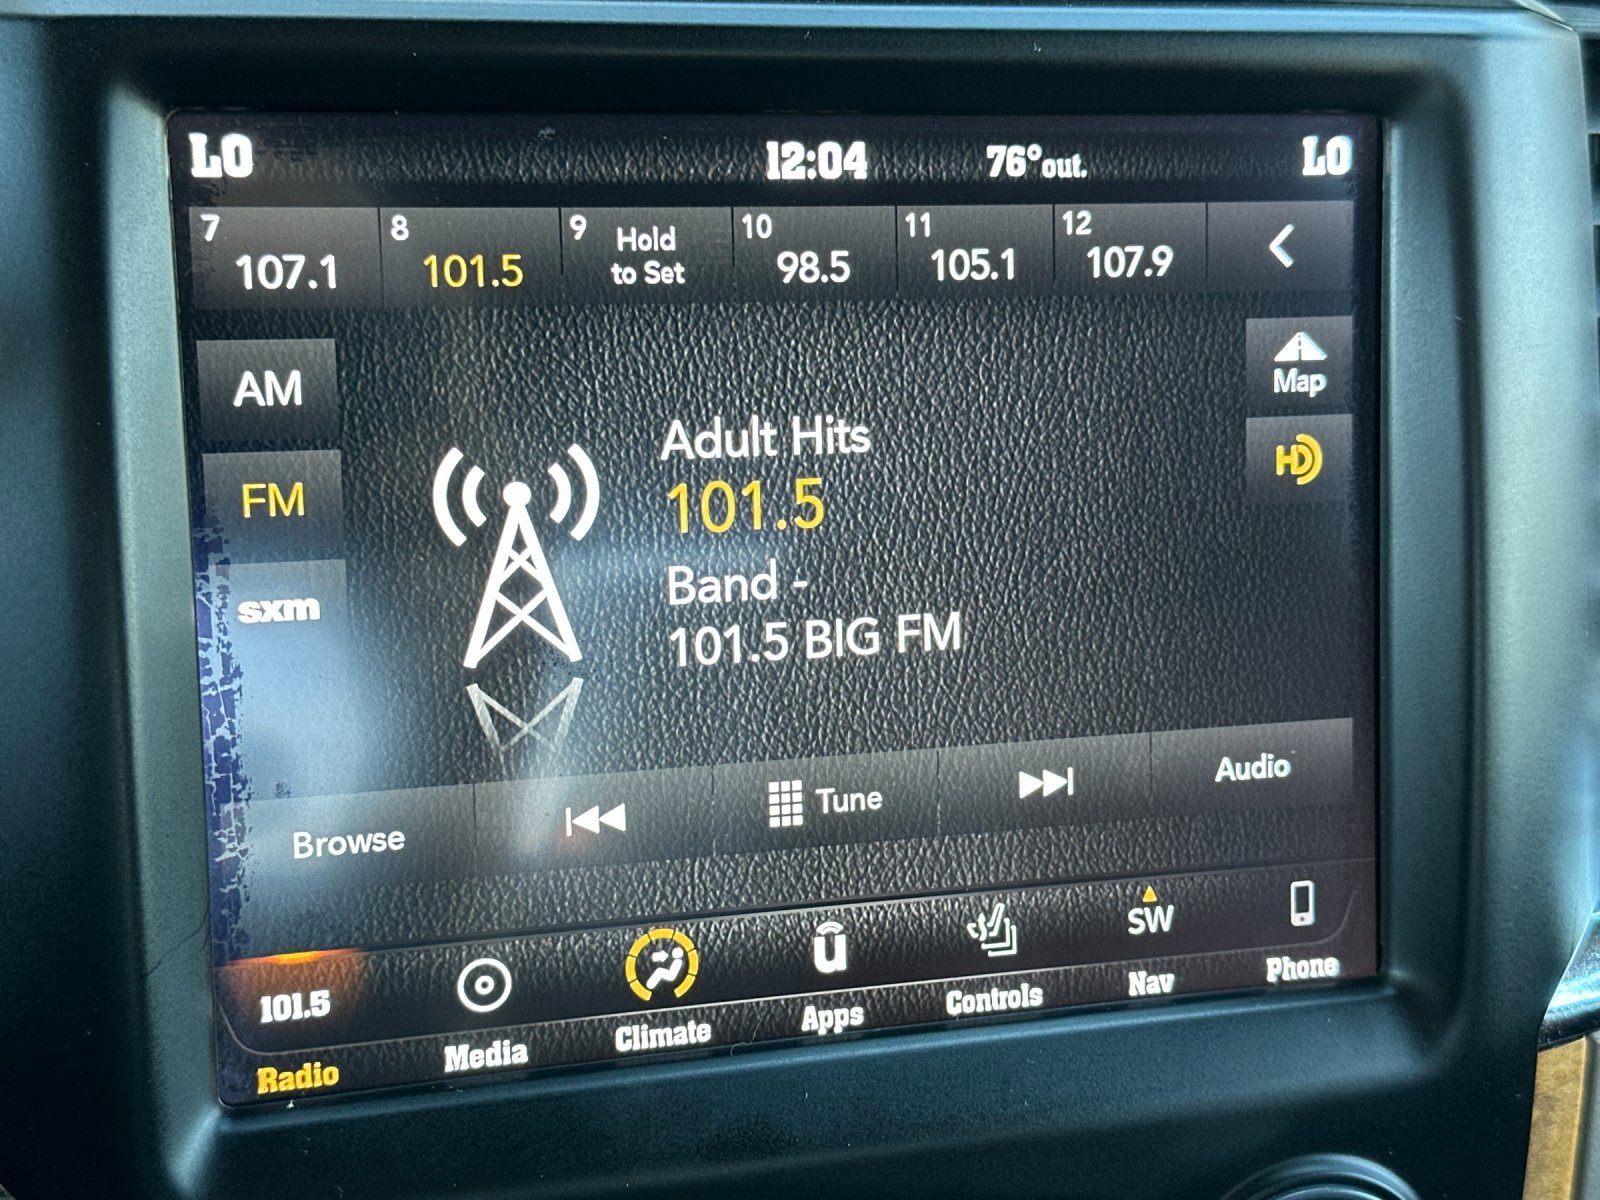 LO 12:04 76°out. LO
7 8 9 10 11 12
107.1 101.5 Hold to Set 98.5 105.1 107.9
AM
Map
FM
HD
sxm
Adult Hits
101.5
Band -
101.5 BIG FM
Browse Tune Audio
101.5 u SW
Radio Media Climate Apps Controls Nav Phone